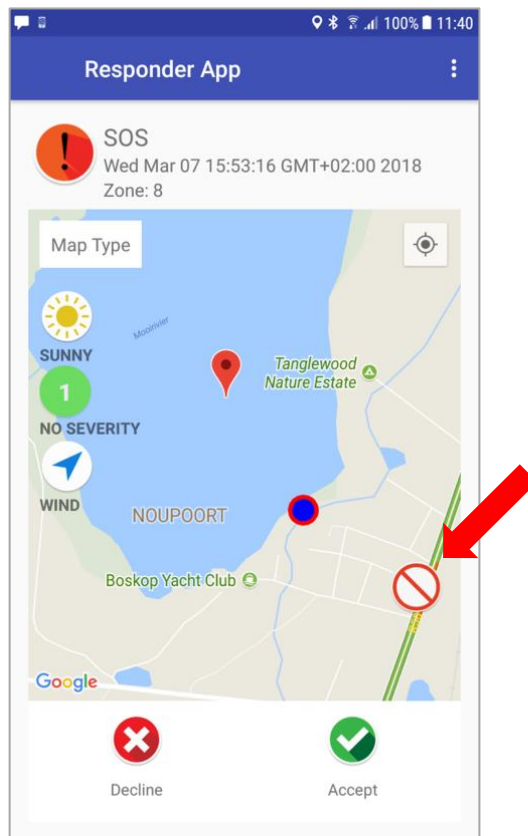 100% 11:40
Responder App
SOS
Wed Mar 07 15:53:16 GMT+02:00 2018
Zone: 8
Map Type
Mooirivier
SUNNY
Tanglewood
Nature Estate
1
NO SEVERITY
WIND
NOUPOORT
Boskop Yacht Club
Google
Decline
Accept